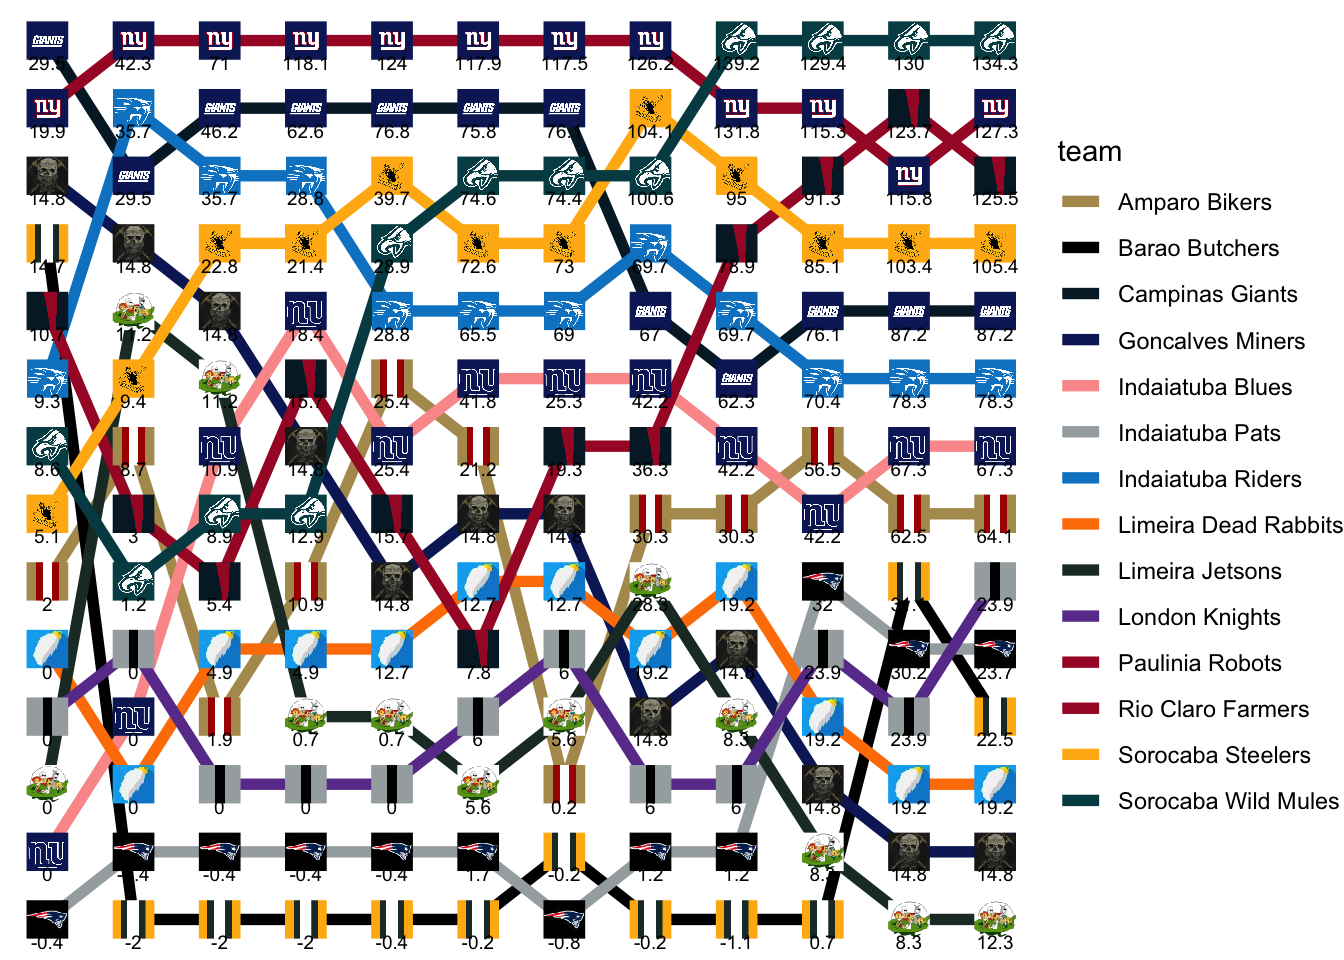 GIANTS ny ny ny ny ny ny ny
29.5 42.3 71 118.1 124 117.9 117.5 126.2 139.2 129.4 130 134.3
ny GIANTS GIANTS GIANTS GIANTS GIANTS ny ny ny
19.9 35.7 46.2 62.6 76.8 75.8 104.1 131.8 115.3 123.7 127.3
GIANTS ny
14.8 29.5 35.7 28.8 39.7 74.6 74.4 100.6 95 91.3 115.8 125.5
14.7 14.8 22.8 21.4 28.9 72.6 73 69.7 78.9 85.1 103.4 105.4
ny GIANTS GIANTS GIANTS GIANTS
10.7 11.2 14.8 18.4 28.8 65.5 69 67 69.7 76.1 87.2 87.2
ny ny ny GIANTS
9.3 9.4 11.2 15.7 25.4 41.8 25.3 42.2 62.3 70.4 78.3 78.3
ny ny ny ny ny
8.6 8.7 10.9 14.8 25.4 21.2 19.3 36.3 42.2 56.5 67.3 67.3
ny
5.1 3 8.9 12.9 15.7 14.8 14.8 30.3 30.3 42.2 62.5 64.1
2 1.2 5.4 10.9 14.8 12.7 12.7 28.3 19.2 32 31.7 23.9
0 0 4.9 4.9 12.7 7.8 6 19.2 14.8 23.9 30.2 23.7
ny
0 0 1.9 0.7 0.7 6 5.6 14.8 8.3 19.2 23.9 22.5
0 0 0 0 0 5.6 0.2 6 6 14.8 19.2 19.2
ny
0 -0.4 -0.4 -0.4 -0.4 1.7 -0.2 1.2 1.2 8.3 14.8 14.8
-0.4 -2 -2 -2 -0.4 -0.2 -0.8 -0.2 -1.1 0.7 8.3 12.3
team
Amparo Bikers
Barao Butchers
Campinas Giants
Goncalves Miners
Indaiatuba Blues
Indaiatuba Pats
Indaiatuba Riders
Limeira Dead Rabbits
Limeira Jetsons
London Knights
Paulinia Robots
Rio Claro Farmers
Sorocaba Steelers
Sorocaba Wild Mules